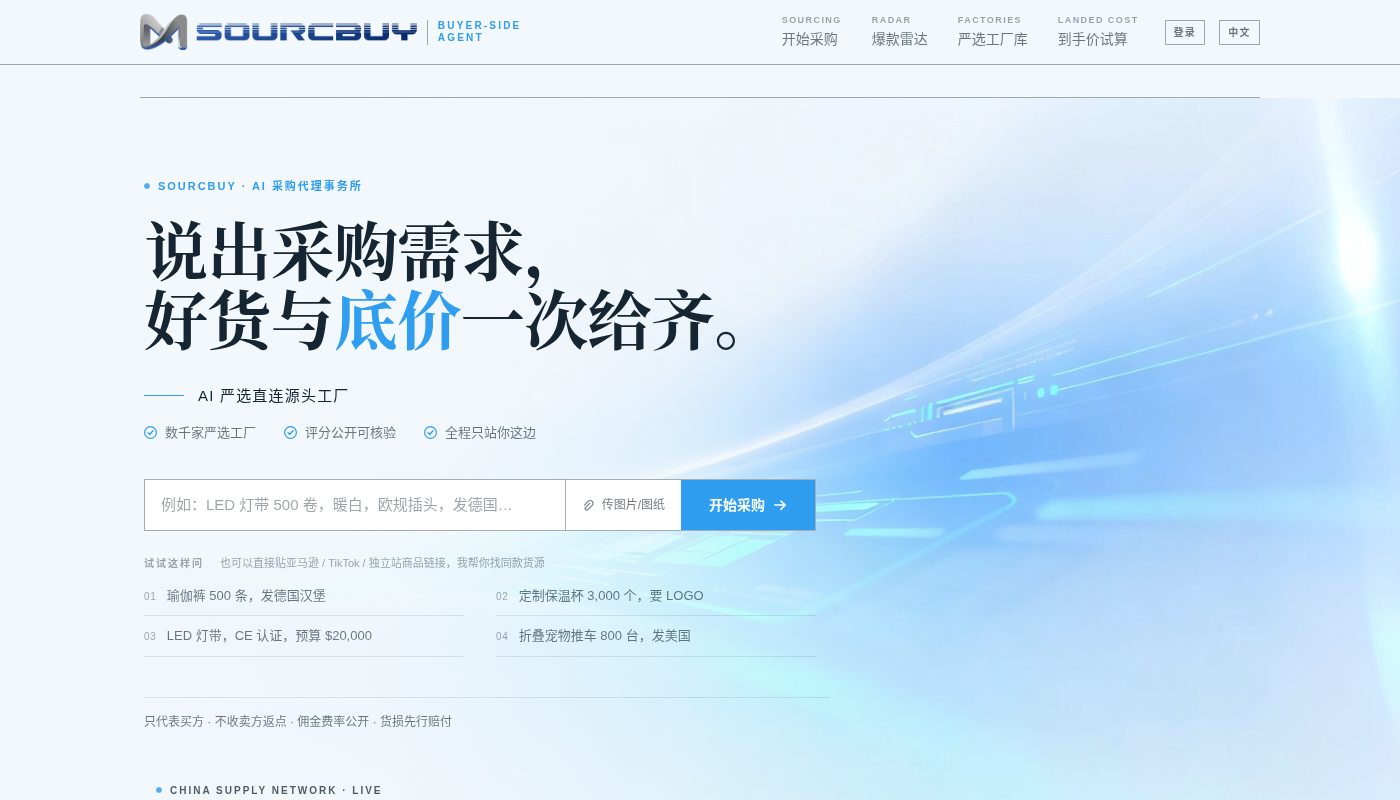 SOURCBUY
BUYER-SIDE
AGENT
SOURCING
开始采购
RADAR
爆款雷达
FACTORIES
严选工厂库
LANDED COST
到手价试算
登录
中文
SOURCBUY · AI 采购代理事务所
说出采购需求，
好货与底价一次给齐。
AI 严选直连源头工厂
数千家严选工厂
评分公开可核验
全程只站你这边
例如：LED 灯带 500 卷，暖白，欧规插头，发德国…
传图片/图纸
开始采购
试试这样问 也可以直接贴亚马逊 / TikTok / 独立站商品链接，我帮你找同款货源
01 瑜伽裤 500 条，发德国汉堡
02 定制保温杯 3,000 个，要 LOGO
03 LED 灯带，CE 认证，预算 $20,000
04 折叠宠物推车 800 台，发美国
只代表买方 · 不收卖方返点 · 佣金费率公开 · 货损先行赔付
CHINA SUPPLY NETWORK · LIVE